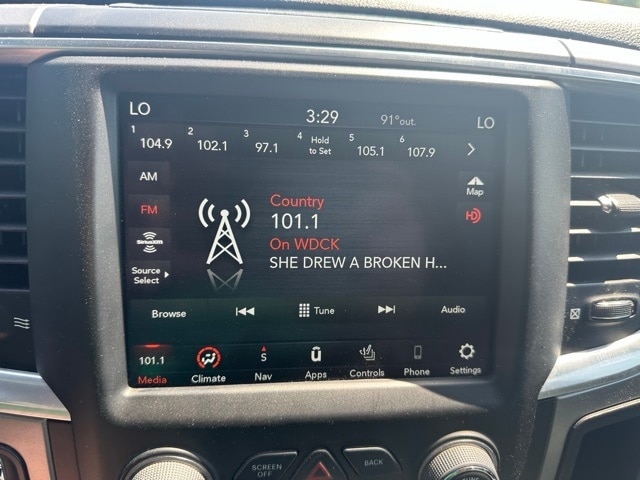 LO
3:29
91°out.
LO
1 104.9
2 102.1
3 97.1
4 Hold to Set
5 105.1
6 107.9
AM
FM
SiriusXM
Source
Select
Country
101.1
On WDCK
SHE DREW A BROKEN H...
Map
HD
Browse
Tune
Audio
101.1
Media
Climate
S
Nav
Apps
Controls
Phone
Settings
SCREEN
OFF
BACK